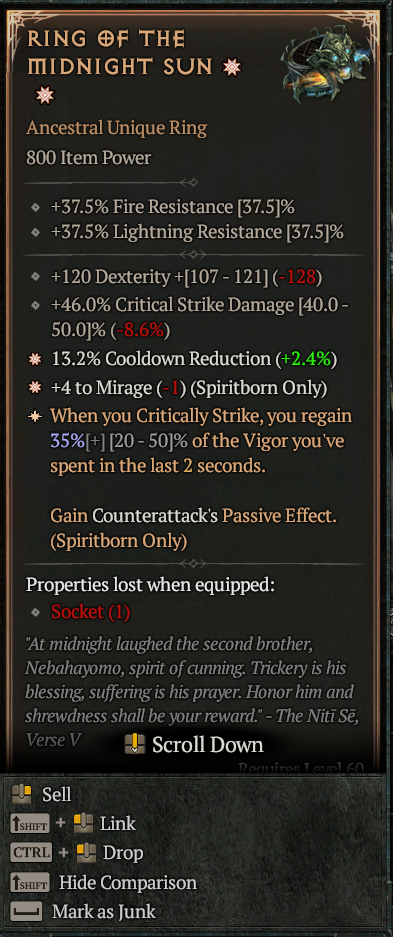 RING OF THE
MIDNIGHT SUN
Ancestral Unique Ring
800 Item Power
+37.5% Fire Resistance [37.5]%
+37.5% Lightning Resistance [37.5]%
+120 Dexterity +[107 - 121] (-128)
+46.0% Critical Strike Damage [40.0 -
50.0]% (-8.6%)
13.2% Cooldown Reduction (+2.4%)
+4 to Mirage (-1) (Spiritborn Only)
When you Critically Strike, you regain
35%[+] [20 - 50]% of the Vigor you've
spent in the last 2 seconds.
Gain Counterattack's Passive Effect.
(Spiritborn Only)
Properties lost when equipped:
Socket (1)
"At midnight laughed the second brother,
Nebahayomo, spirit of cunning. Trickery is his
blessing, suffering is his prayer. Honor him and
shrewdness shall be your reward." - The Nitī Sē,
Verse V
Scroll Down
Requires Level 60
Sell
SHIFT + Link
CTRL + Drop
SHIFT Hide Comparison
Mark as Junk